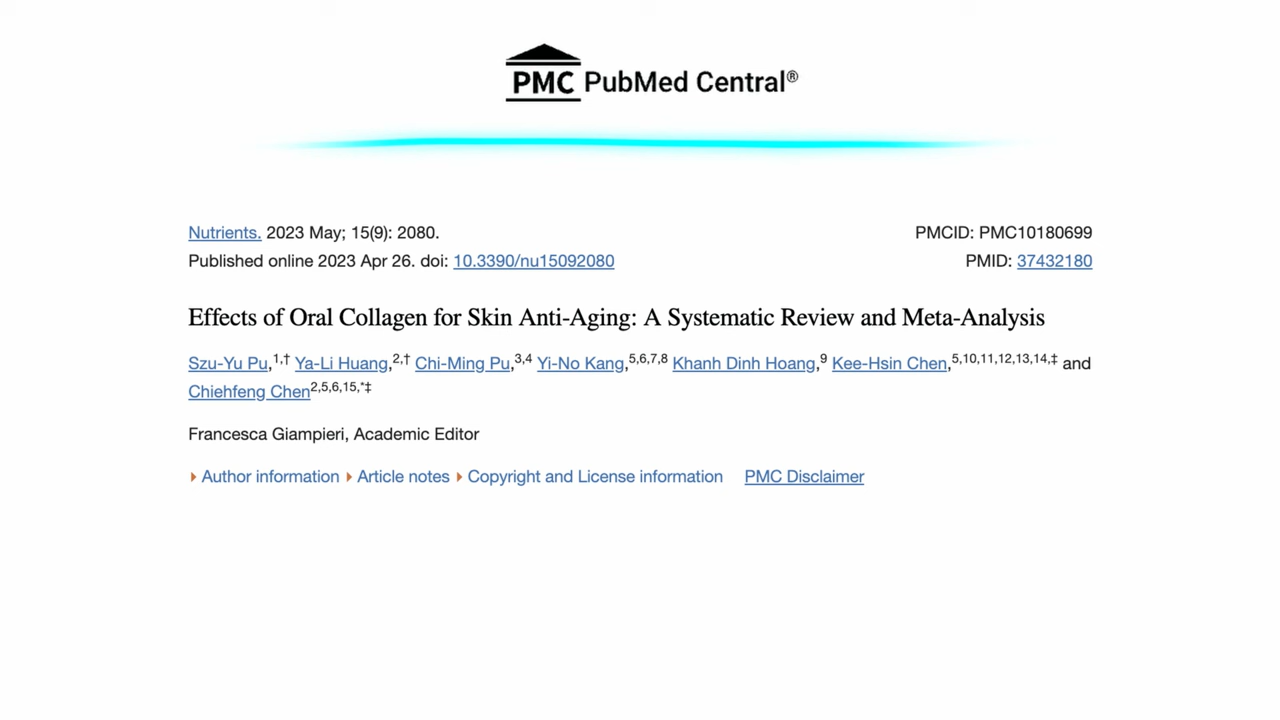 PMC PubMed Central®
Nutrients. 2023 May; 15(9): 2080.
PMCID: PMC10180699
Published online 2023 Apr 26. doi: 10.3390/nu15092080
PMID: 37432180
Effects of Oral Collagen for Skin Anti-Aging: A Systematic Review and Meta-Analysis
Szu-Yu Pu,1,† Ya-Li Huang,2,† Chi-Ming Pu,3,4 Yi-No Kang,5,6,7,8 Khanh Dinh Hoang,9 Kee-Hsin Chen,5,10,11,12,13,14,‡ and
Chiehfeng Chen2,5,6,15,*‡
Francesca Giampieri, Academic Editor
Author information Article notes Copyright and License information PMC Disclaimer